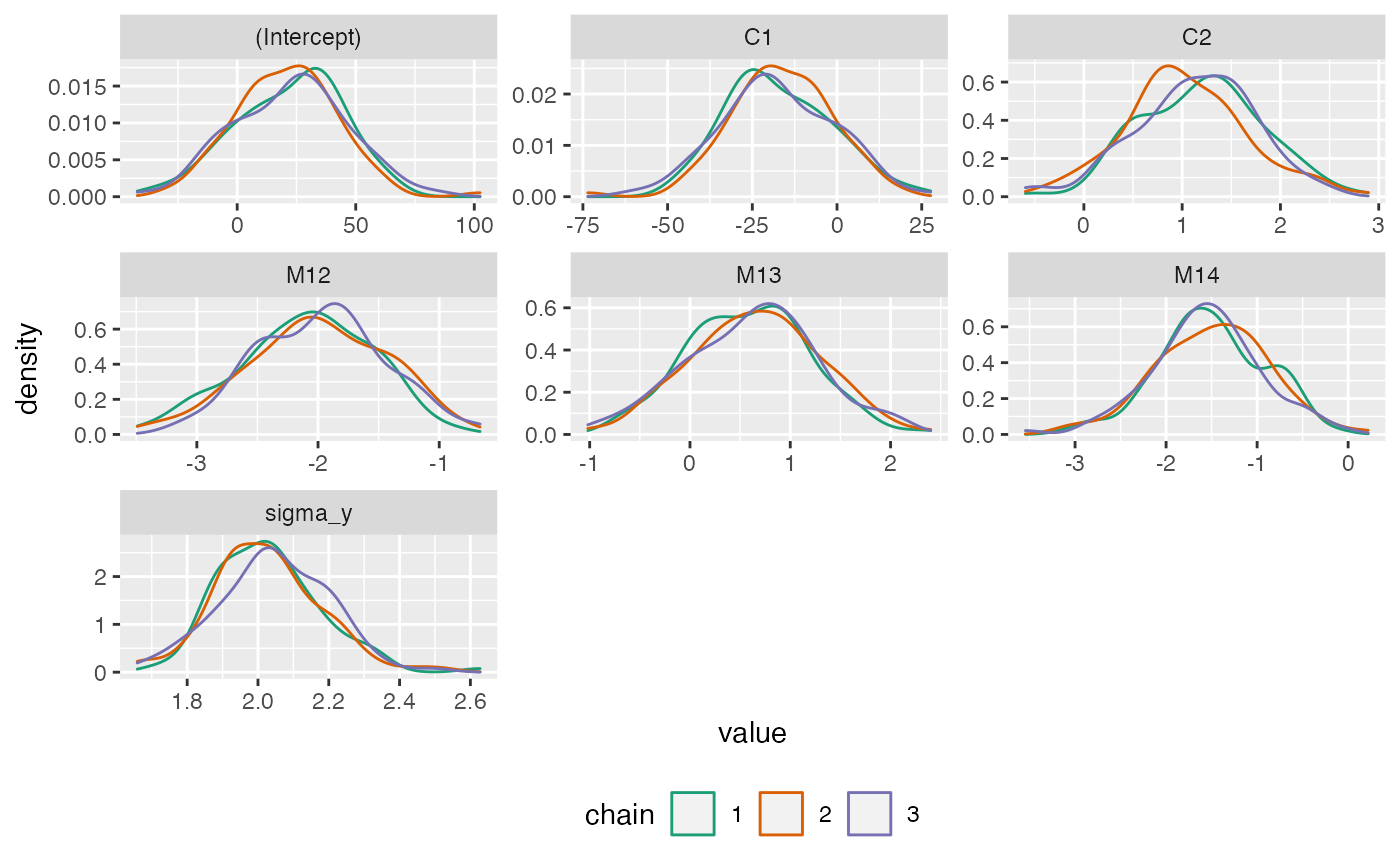 (Intercept) C1 C2
0.015 0.010 0.005 0.000
0.02 0.01 0.00
0.6 0.4 0.2 0.0
0 50 100
-75 -50 -25 0 25
0 1 2 3
M12 M13 M14
0.6 0.4 0.2 0.0
0.6 0.4 0.2 0.0
0.6 0.4 0.2 0.0
-3 -2 -1
-1 0 1 2
-3 -2 -1 0
density
sigma_y
2 1 0
1.8 2.0 2.2 2.4 2.6
value
chain 1 2 3